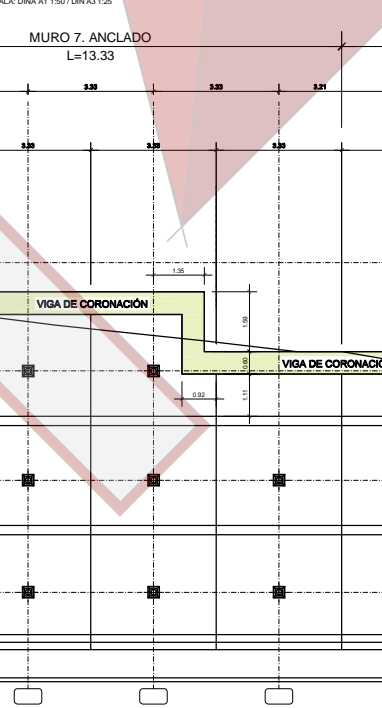 ALA: DINA A1 1:50 / DIN A3 1:25
MURO 7. ANCLADO
L=13.33
3.33 3.33 3.21
3.33 3.33 3.33
1.35
VIGA DE CORONACIÓN
1.59
VIGA DE CORONACIÓ
0.60
0.92
1.11